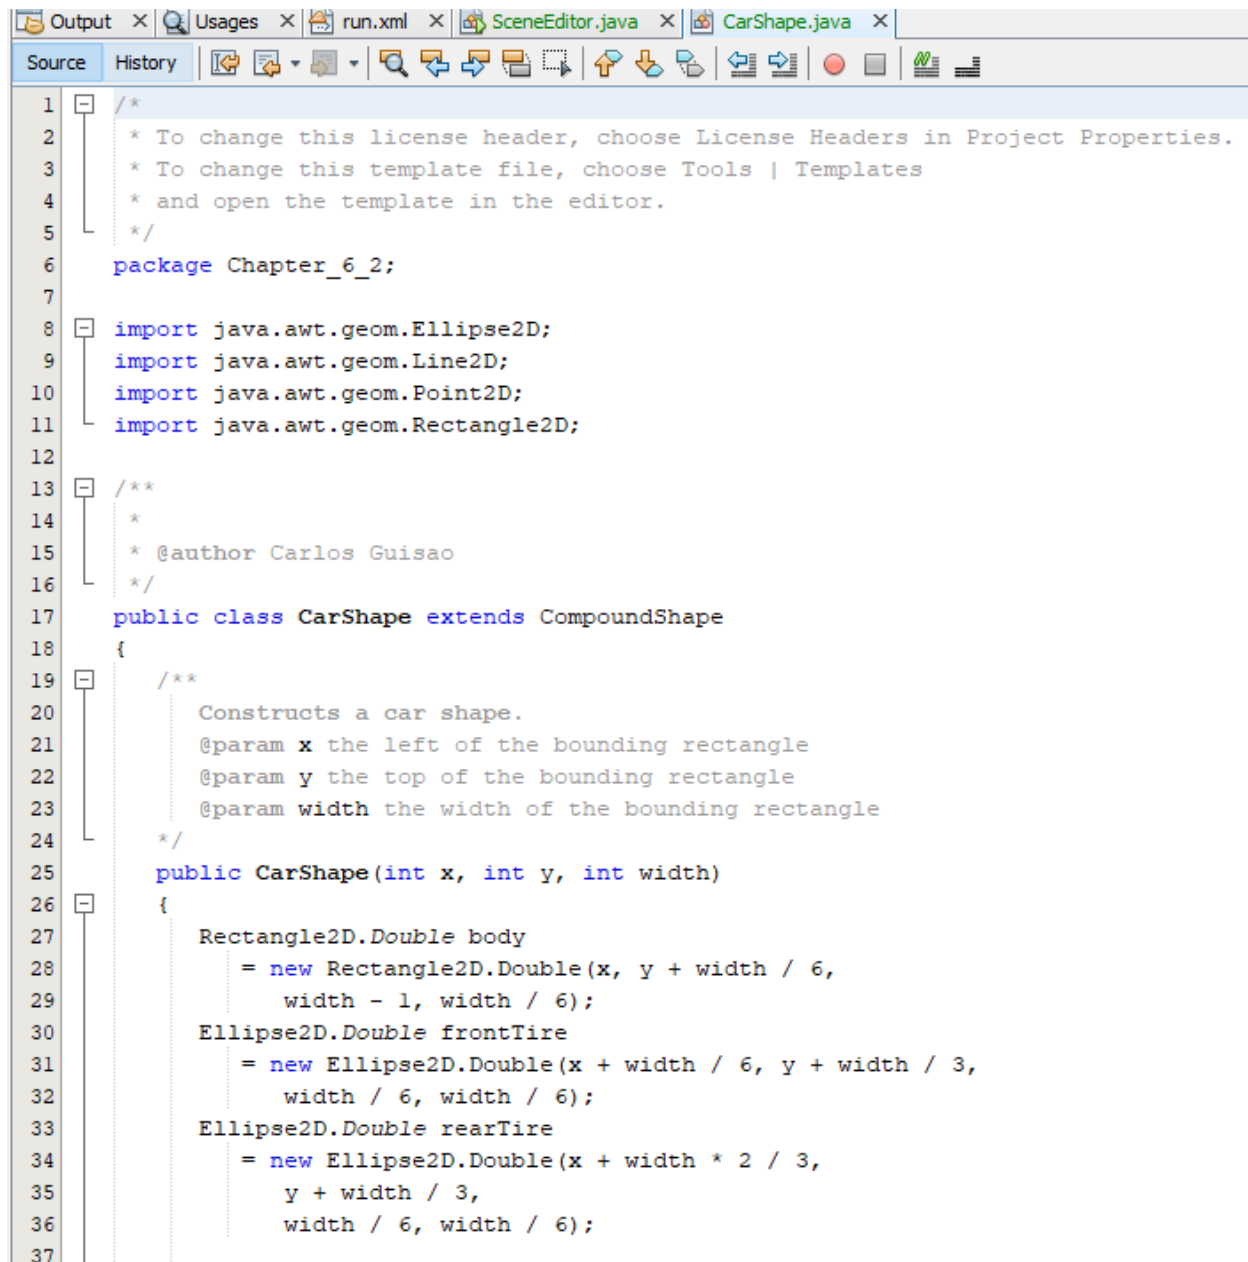 Output Usages run.xml SceneEditor.java CarShape.java
Source History
1 /*
2 * To change this license header, choose License Headers in Project Properties.
3 * To change this template file, choose Tools | Templates
4 * and open the template in the editor.
5 */
6 package Chapter_6_2;
7
8 import java.awt.geom.Ellipse2D;
9 import java.awt.geom.Line2D;
10 import java.awt.geom.Point2D;
11 import java.awt.geom.Rectangle2D;
12
13 /**
14 *
15 * @author Carlos Guisao
16 */
17 public class CarShape extends CompoundShape
18 {
19 /**
20 Constructs a car shape.
21 @param x the left of the bounding rectangle
22 @param y the top of the bounding rectangle
23 @param width the width of the bounding rectangle
24 */
25 public CarShape(int x, int y, int width)
26 {
27 Rectangle2D.Double body
28 = new Rectangle2D.Double(x, y + width / 6,
29 width - 1, width / 6);
30 Ellipse2D.Double frontTire
31 = new Ellipse2D.Double(x + width / 6, y + width / 3,
32 width / 6, width / 6);
33 Ellipse2D.Double rearTire
34 = new Ellipse2D.Double(x + width * 2 / 3,
35 y + width / 3,
36 width / 6, width / 6);
37